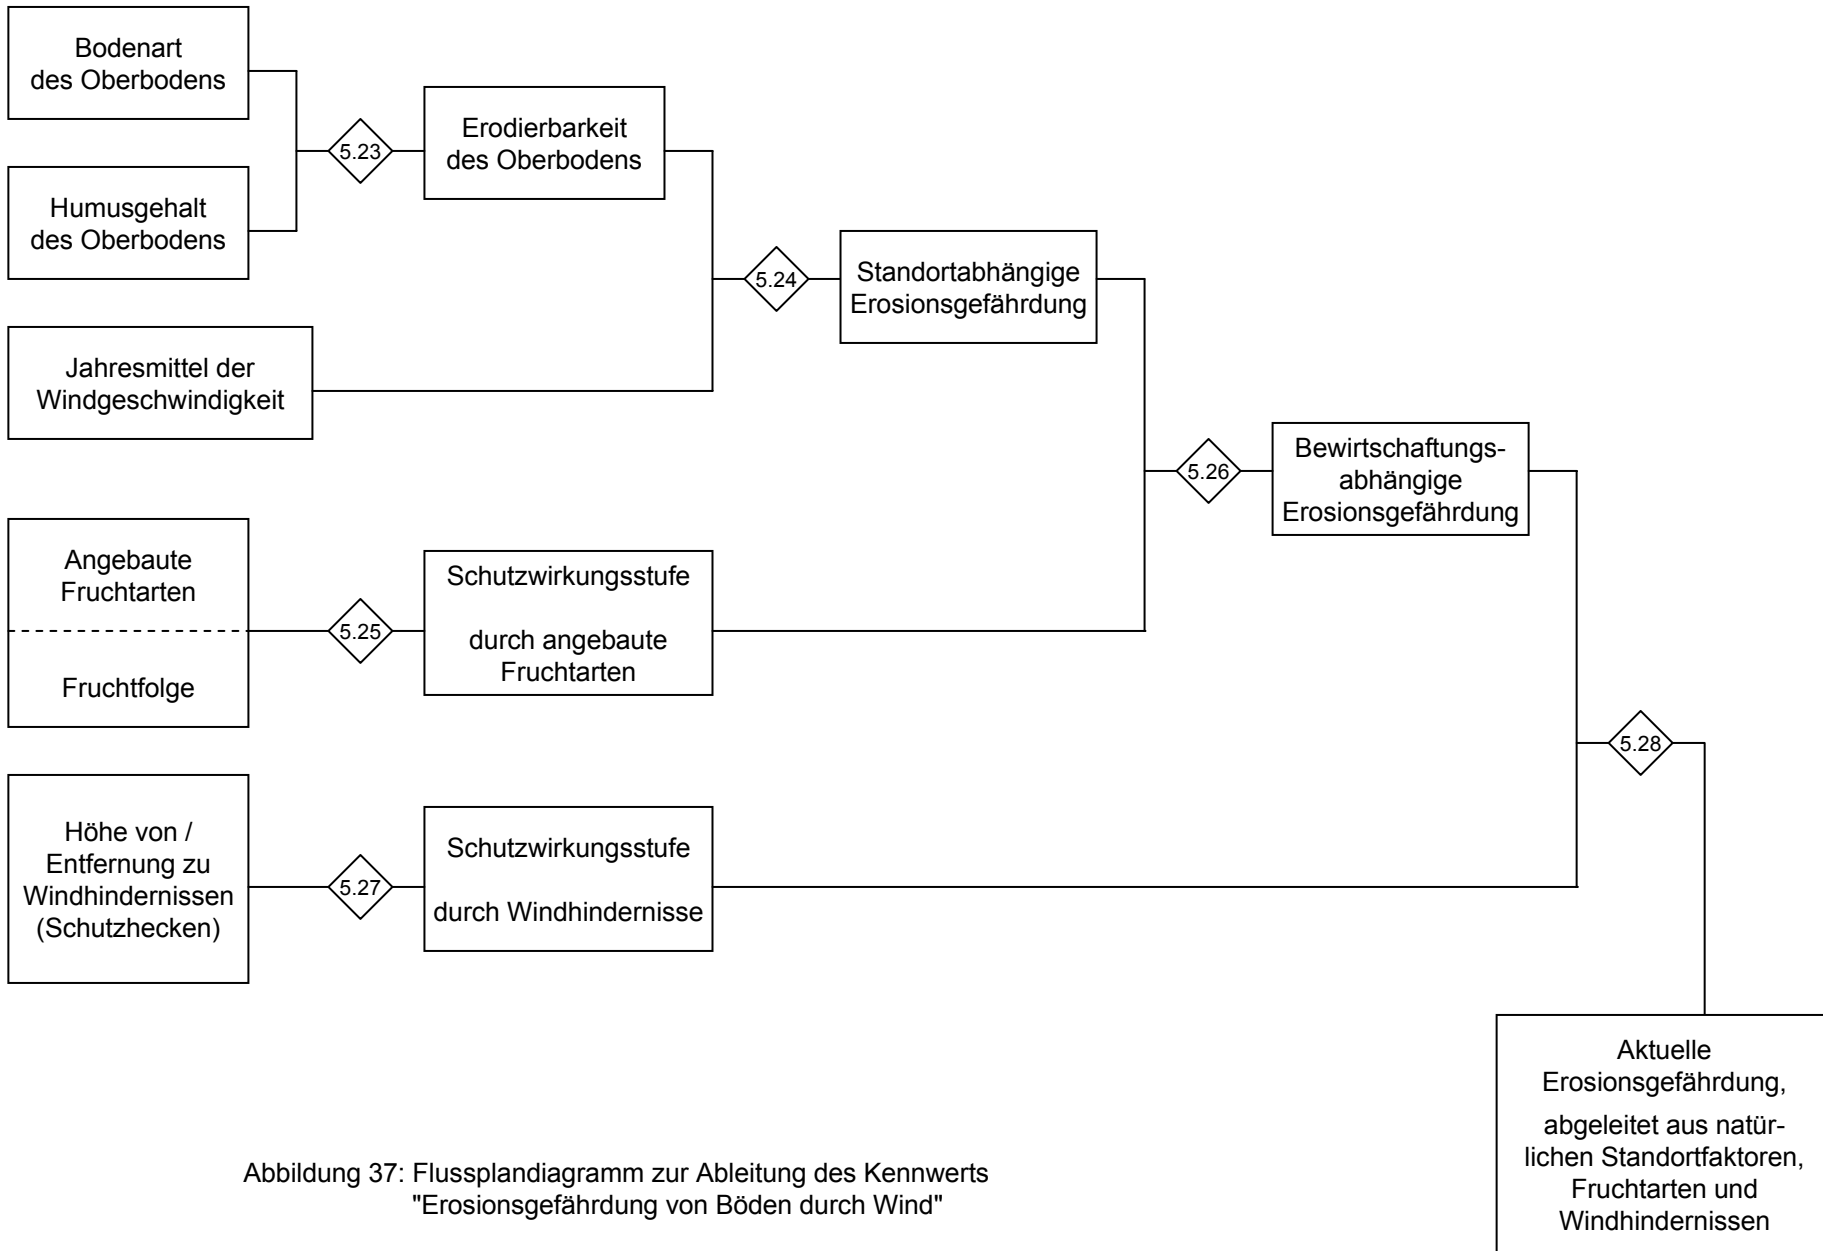 Bodenart
des Oberbodens
Humusgehalt
des Oberbodens
5.23
Erodierbarkeit
des Oberbodens
Jahresmittel der
Windgeschwindigkeit
5.24
Standortabhängige
Erosionsgefährdung
Angebaute
Fruchtarten
Fruchtfolge
5.25
Schutzwirkungsstufe
durch angebaute
Fruchtarten
5.26
Bewirtschaftungs-
abhängige
Erosionsgefährdung
Höhe von /
Entfernung zu
Windhindernissen
(Schutzhecken)
5.27
Schutzwirkungsstufe
durch Windhindernisse
5.28
Aktuelle
Erosionsgefährdung,
abgeleitet aus natür-
lichen Standortfaktoren,
Fruchtarten und
Windhindernissen
Abbildung 37: Flussplandiagramm zur Ableitung des Kennwerts
"Erosionsgefährdung von Böden durch Wind"